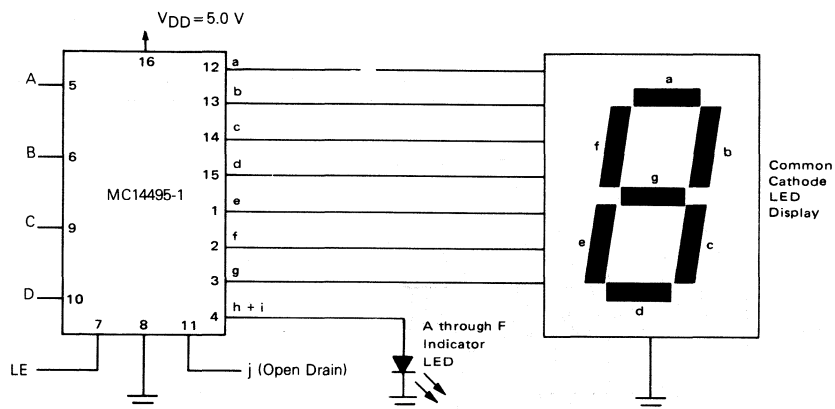 V_DD = 5.0 V
16
12 a
A 5
13 b
14 c
B 6
15 d
MC14495-1
1 e
C 9
2 f
3 g
D 10
4 h + i
7 8 11
LE
j (Open Drain)
A through F
Indicator
LED
a
f
b
g
e
c
d
Common
Cathode
LED
Display